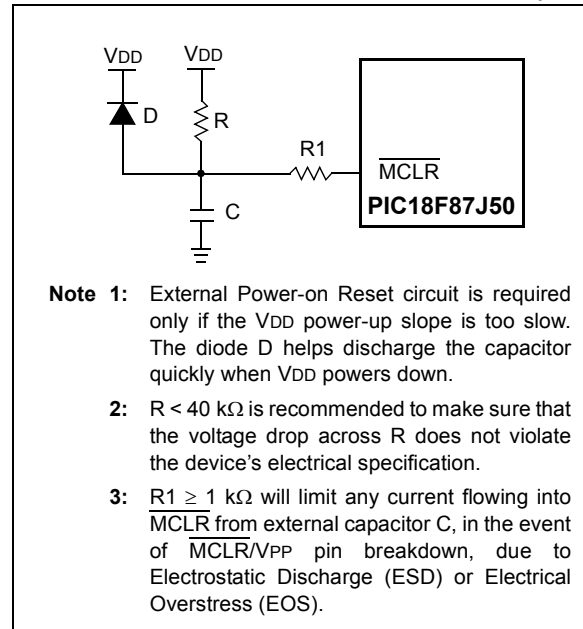 VDD VDD
D
R
R1
C
MCLR
PIC18F87J50
Note 1: External Power-on Reset circuit is required
only if the VDD power-up slope is too slow.
The diode D helps discharge the capacitor
quickly when VDD powers down.
2: R < 40 kΩ is recommended to make sure that
the voltage drop across R does not violate
the device's electrical specification.
3: R1 ≥ 1 kΩ will limit any current flowing into
MCLR from external capacitor C, in the event
of MCLR/VPP pin breakdown, due to
Electrostatic Discharge (ESD) or Electrical
Overstress (EOS).